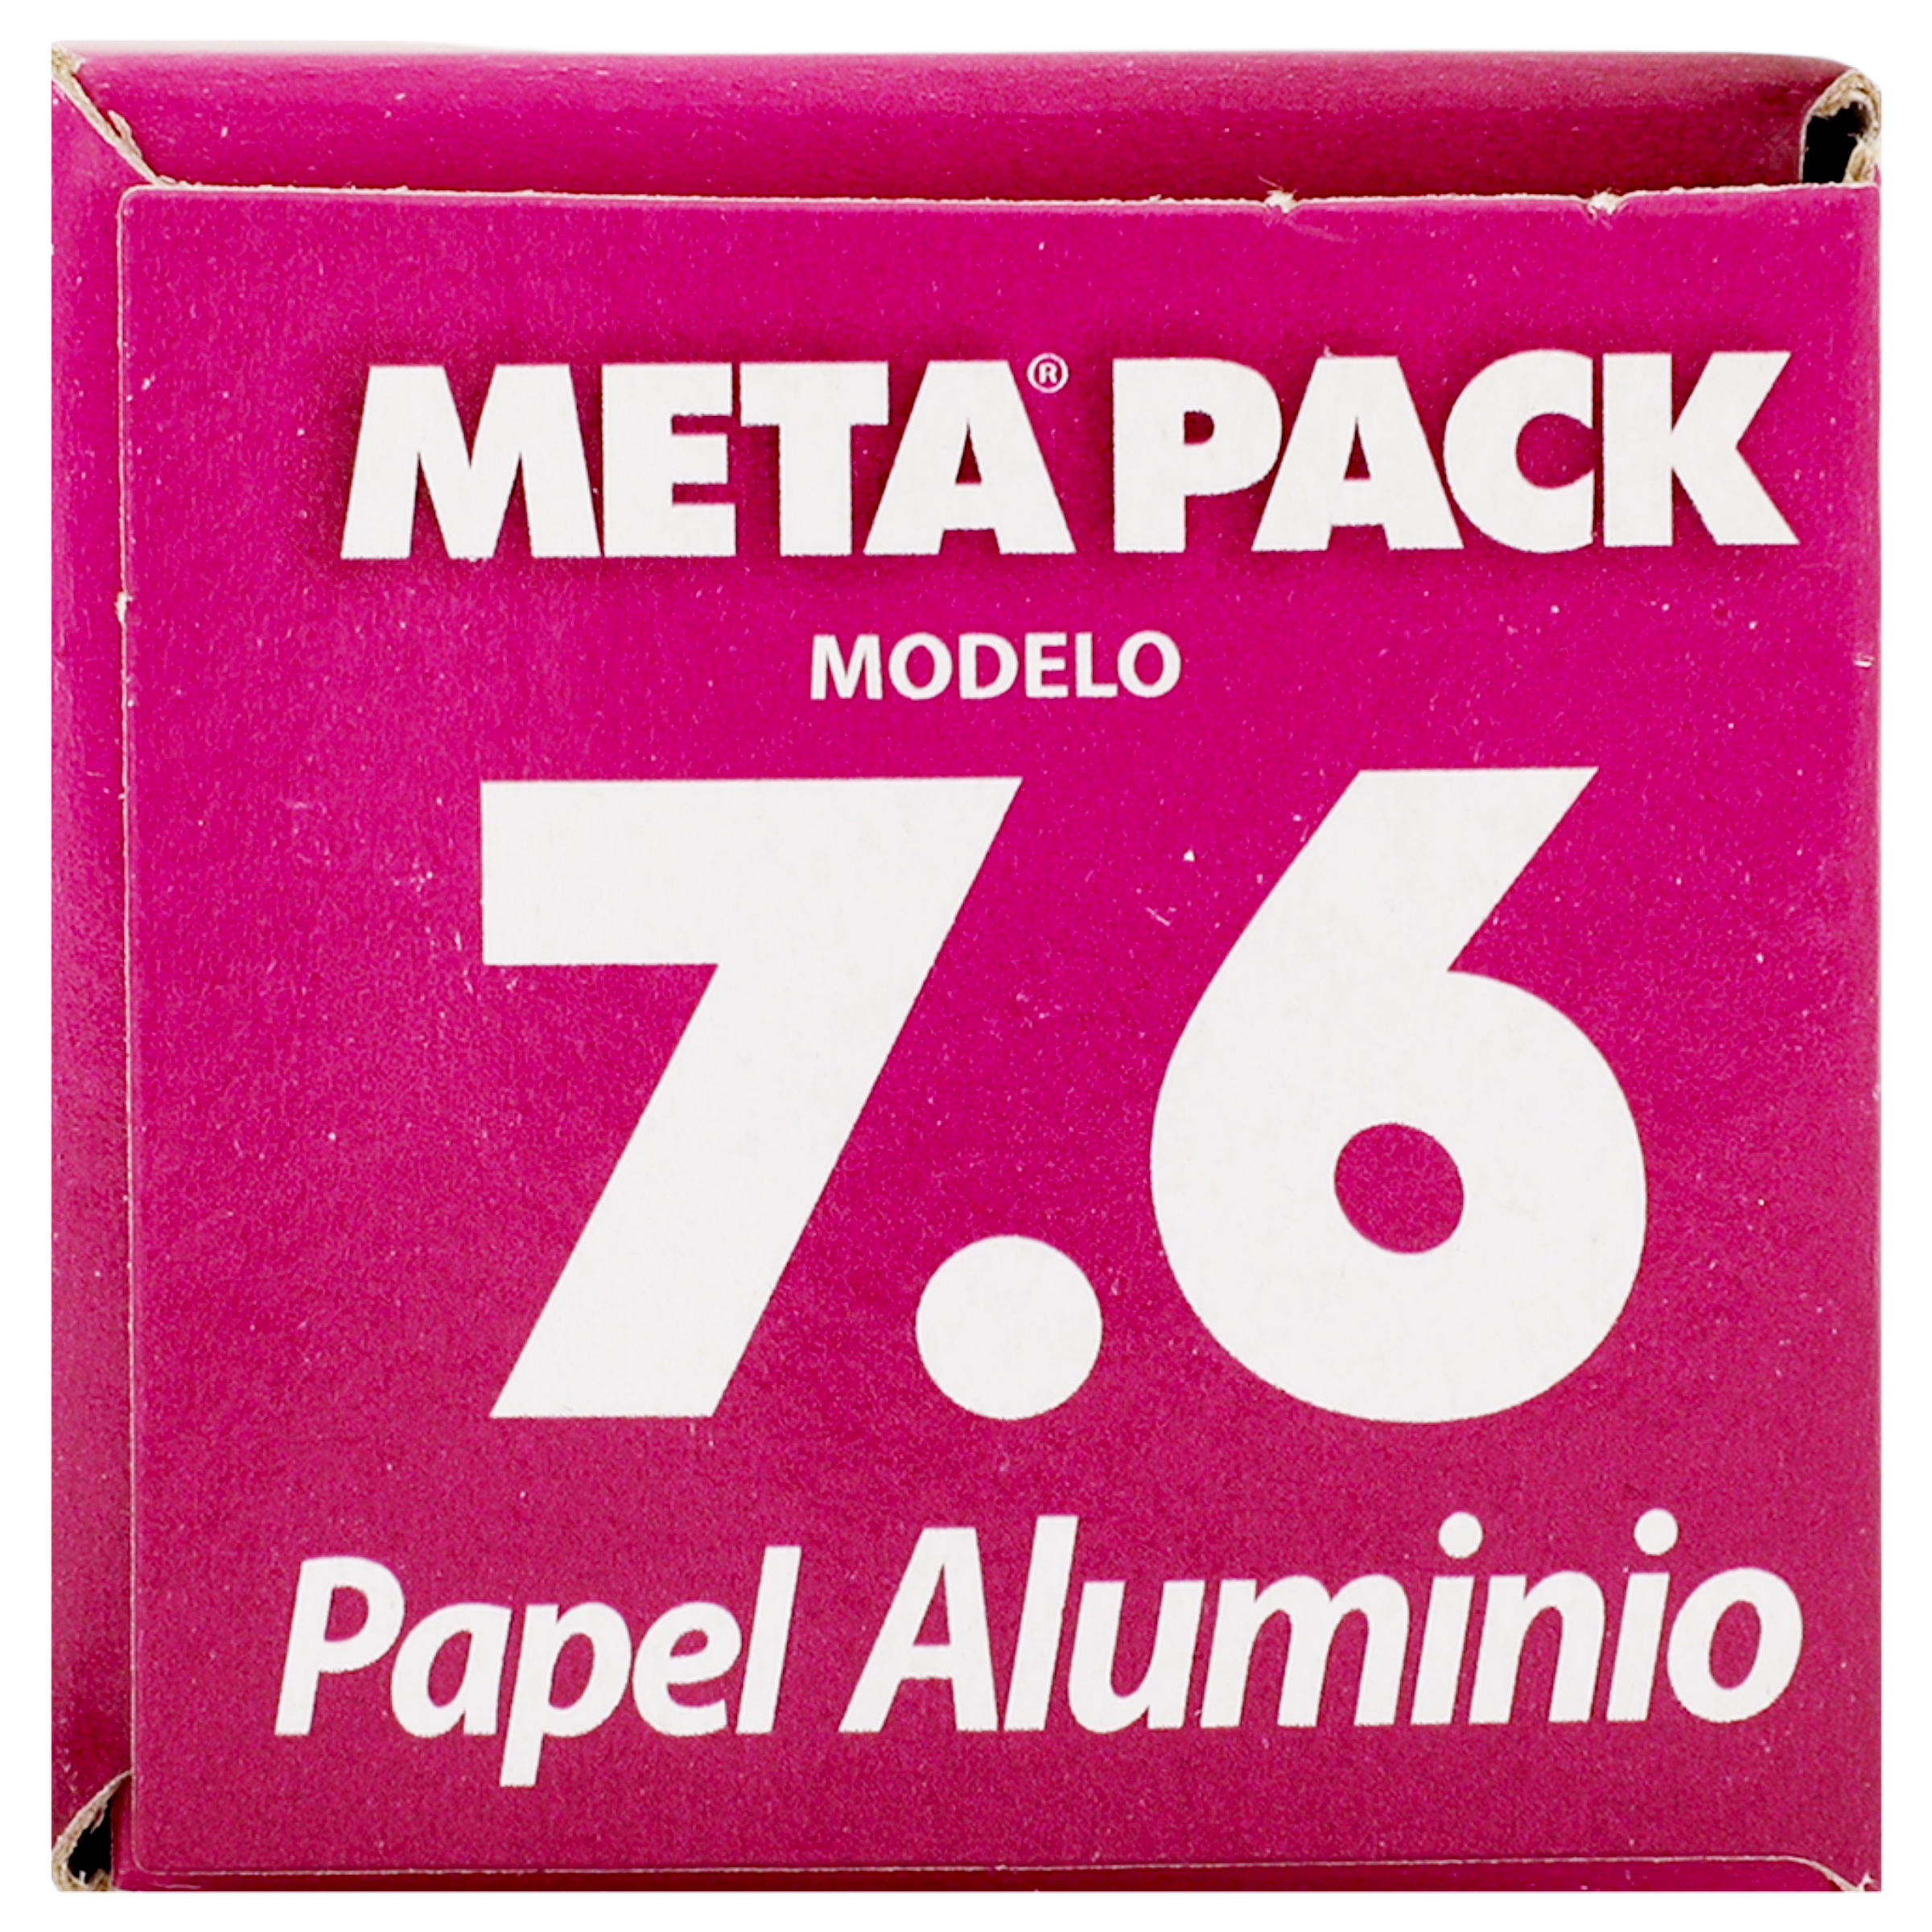 META® PACK
MODELO
7.6
Papel Aluminio